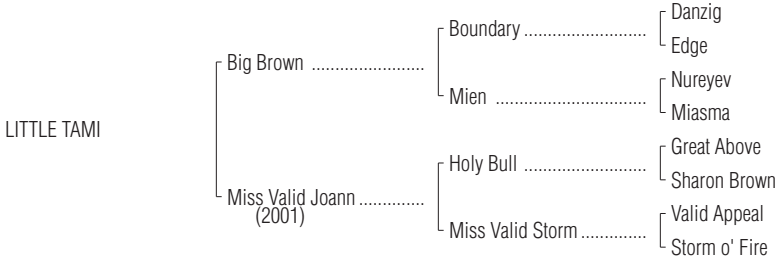 LITTLE TAMI
Big Brown ........................
Miss Valid Joann ..............
(2001)
Boundary ..........................
Mien ................................
Holy Bull ..........................
Miss Valid Storm ..............
Danzig
Edge
Nureyev
Miasma
Great Above
Sharon Brown
Valid Appeal
Storm o' Fire